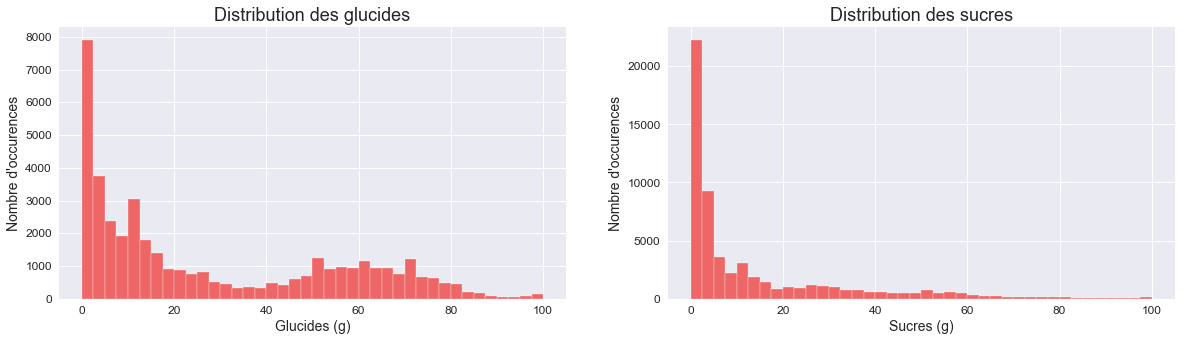 Distribution des glucides
8000
7000
6000
5000
4000
3000
2000
1000
0
Nombre d'occurences
0 20 40 60 80 100
Glucides (g)
Distribution des sucres
20000
15000
10000
5000
0
Nombre d'occurences
0 20 40 60 80 100
Sucres (g)